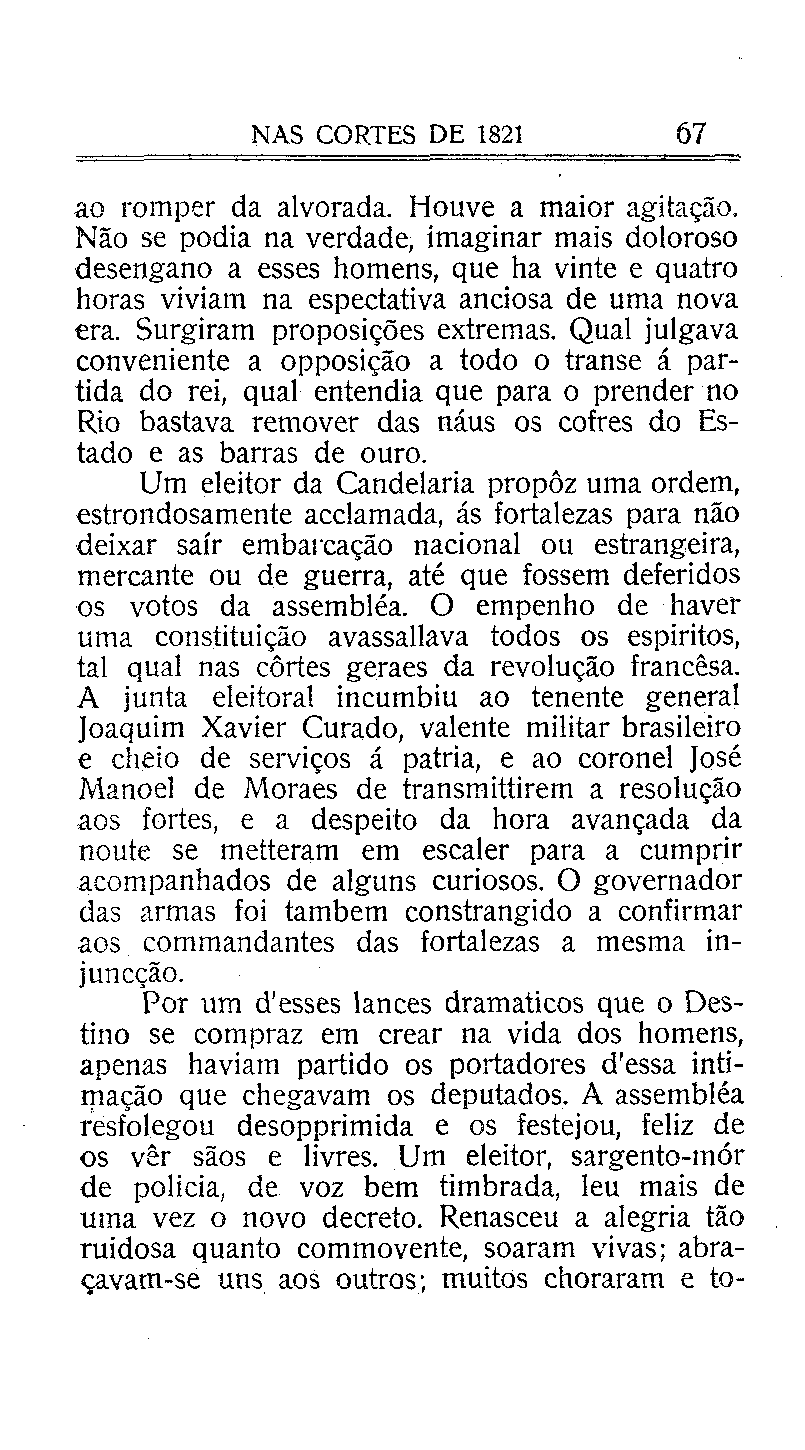 NAS CORTES DE 1821 67
ao romper da alvorada. Houve a maior agitação.
Não se podia na verdade, imaginar mais doloroso
desengano a esses homens, que ha vinte e quatro
horas viviam na espectativa anciosa de uma nova
era. Surgiram proposições extremas. Qual julgava
conveniente a opposição a todo o transe á par-
tida do rei, qual entendia que para o prender no
Rio bastava remover das náus os cofres do Es-
tado e as barras de ouro.
Um eleitor da Candelaria propôz uma ordem,
estrondosamente acclamada, ás fortalezas para não
deixar saír embarcação nacional ou estrangeira,
mercante ou de guerra, até que fossem deferidos
os votos da assembléa. O empenho de haver
uma constituição avassallava todos os espiritos,
tal qual nas côrtes geraes da revolução francêsa.
A junta eleitoral incumbiu ao tenente general
Joaquim Xavier Curado, valente militar brasileiro
e cheio de serviços á patria, e ao coronel José
Manoel de Moraes de transmittirem a resolução
aos fortes, e a despeito da hora avançada da
noute se metteram em escaler para a cumprir
acompanhados de alguns curiosos. O governador
das armas foi tambem constrangido a confirmar
aos commandantes das fortalezas a mesma in-
juncção.
Por um d'esses lances dramaticos que o Des-
tino se compraz em crear na vida dos homens,
apenas haviam partido os portadores d'essa inti-
mação que chegavam os deputados. A assembléa
resfolegou desopprimida e os festejou, feliz de
os vêr sãos e livres. Um eleitor, sargento-mór
de policia, de voz bem timbrada, leu mais de
uma vez o novo decreto. Renasceu a alegria tão
ruidosa quanto commovente, soaram vivas; abra-
çavam-se uns aos outros; muitos choraram e to-